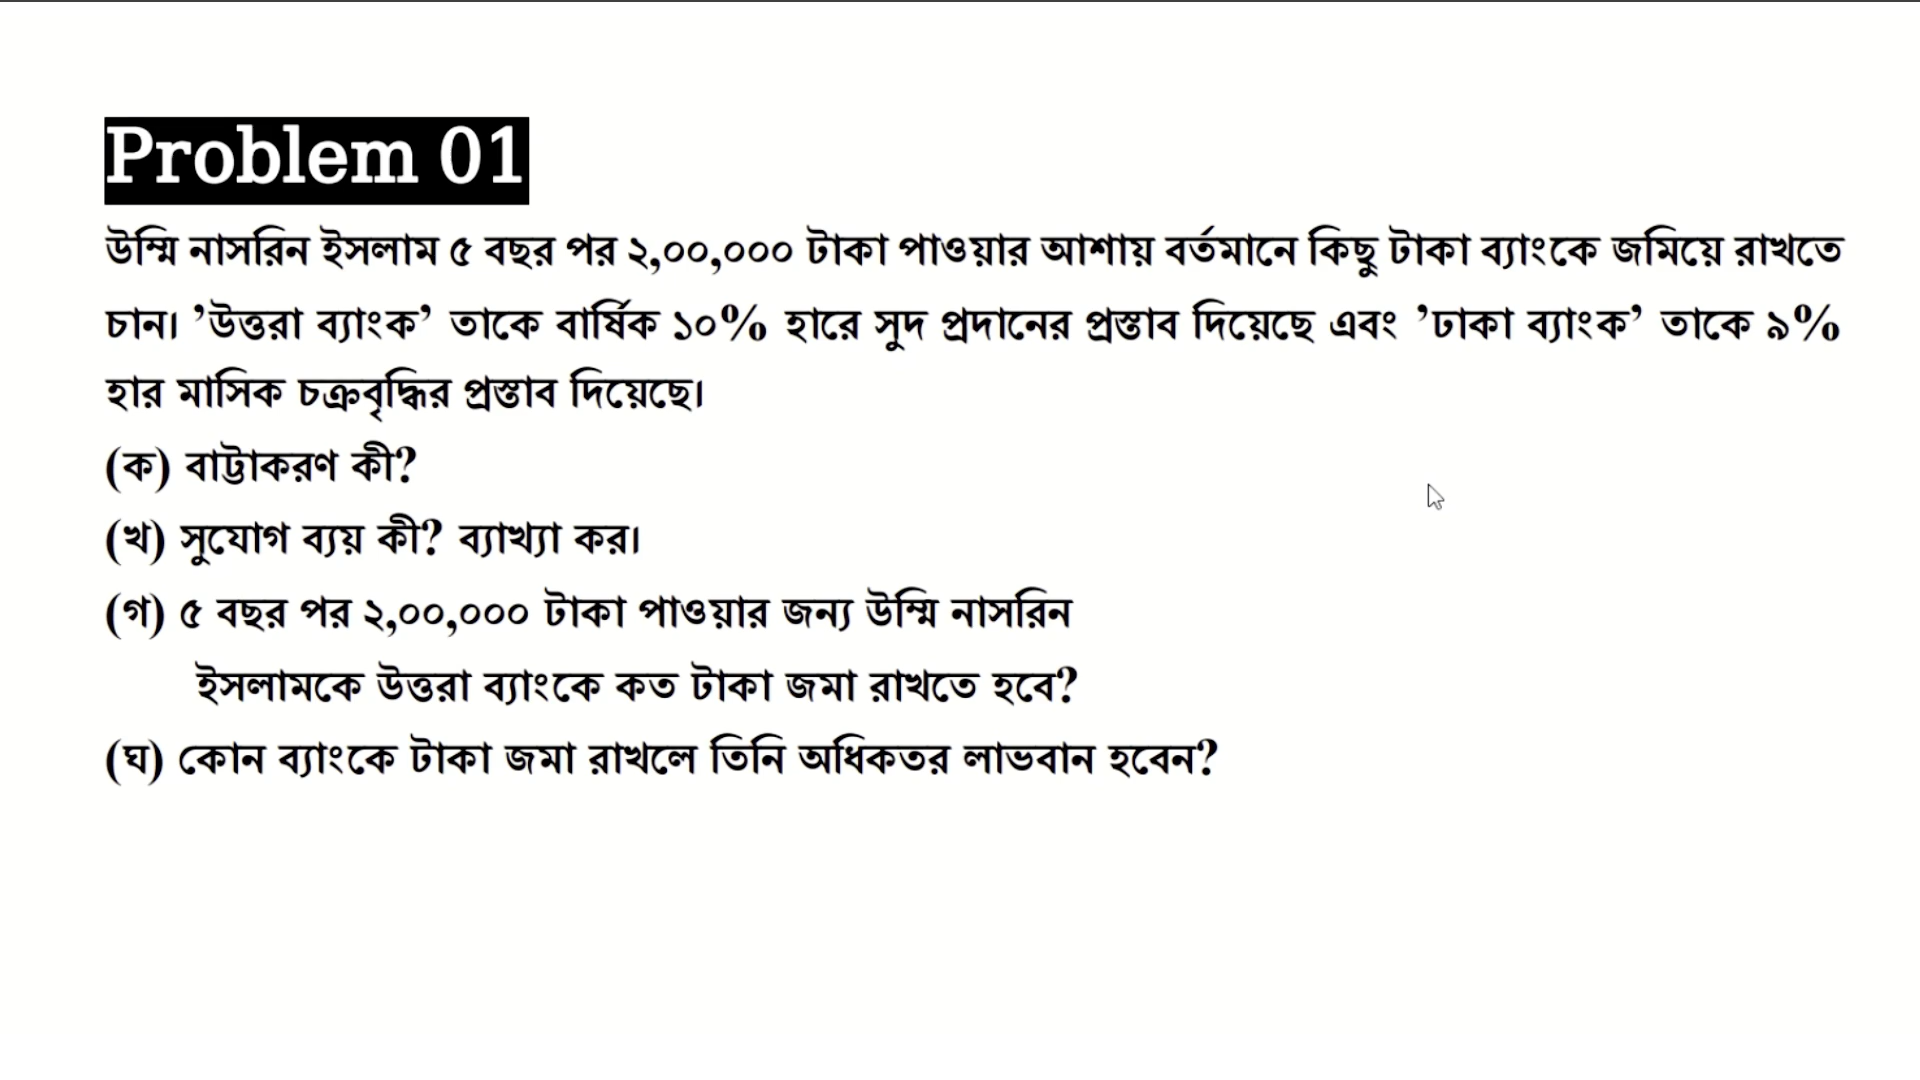 Problem 01
উম্মি নাসরিন ইসলাম ৫ বছর পর ২,০০,০০০ টাকা পাওয়ার আশায় বর্তমানে কিছু টাকা ব্যাংকে জমিয়ে রাখতে
চান। ’উত্তরা ব্যাংক’ তাকে বার্ষিক ১০% হারে সুদ প্রদানের প্রস্তাব দিয়েছে এবং ’ঢাকা ব্যাংক’ তাকে ৯%
হার মাসিক চক্রবৃদ্ধির প্রস্তাব দিয়েছে।
(ক) বাট্টাকরণ কী?
(খ) সুযোগ ব্যয় কী? ব্যাখ্যা কর।
(গ) ৫ বছর পর ২,০০,০০০ টাকা পাওয়ার জন্য উম্মি নাসরিন
ইসলামকে উত্তরা ব্যাংকে কত টাকা জমা রাখতে হবে?
(ঘ) কোন ব্যাংকে টাকা জমা রাখলে তিনি অধিকতর লাভবান হবেন?